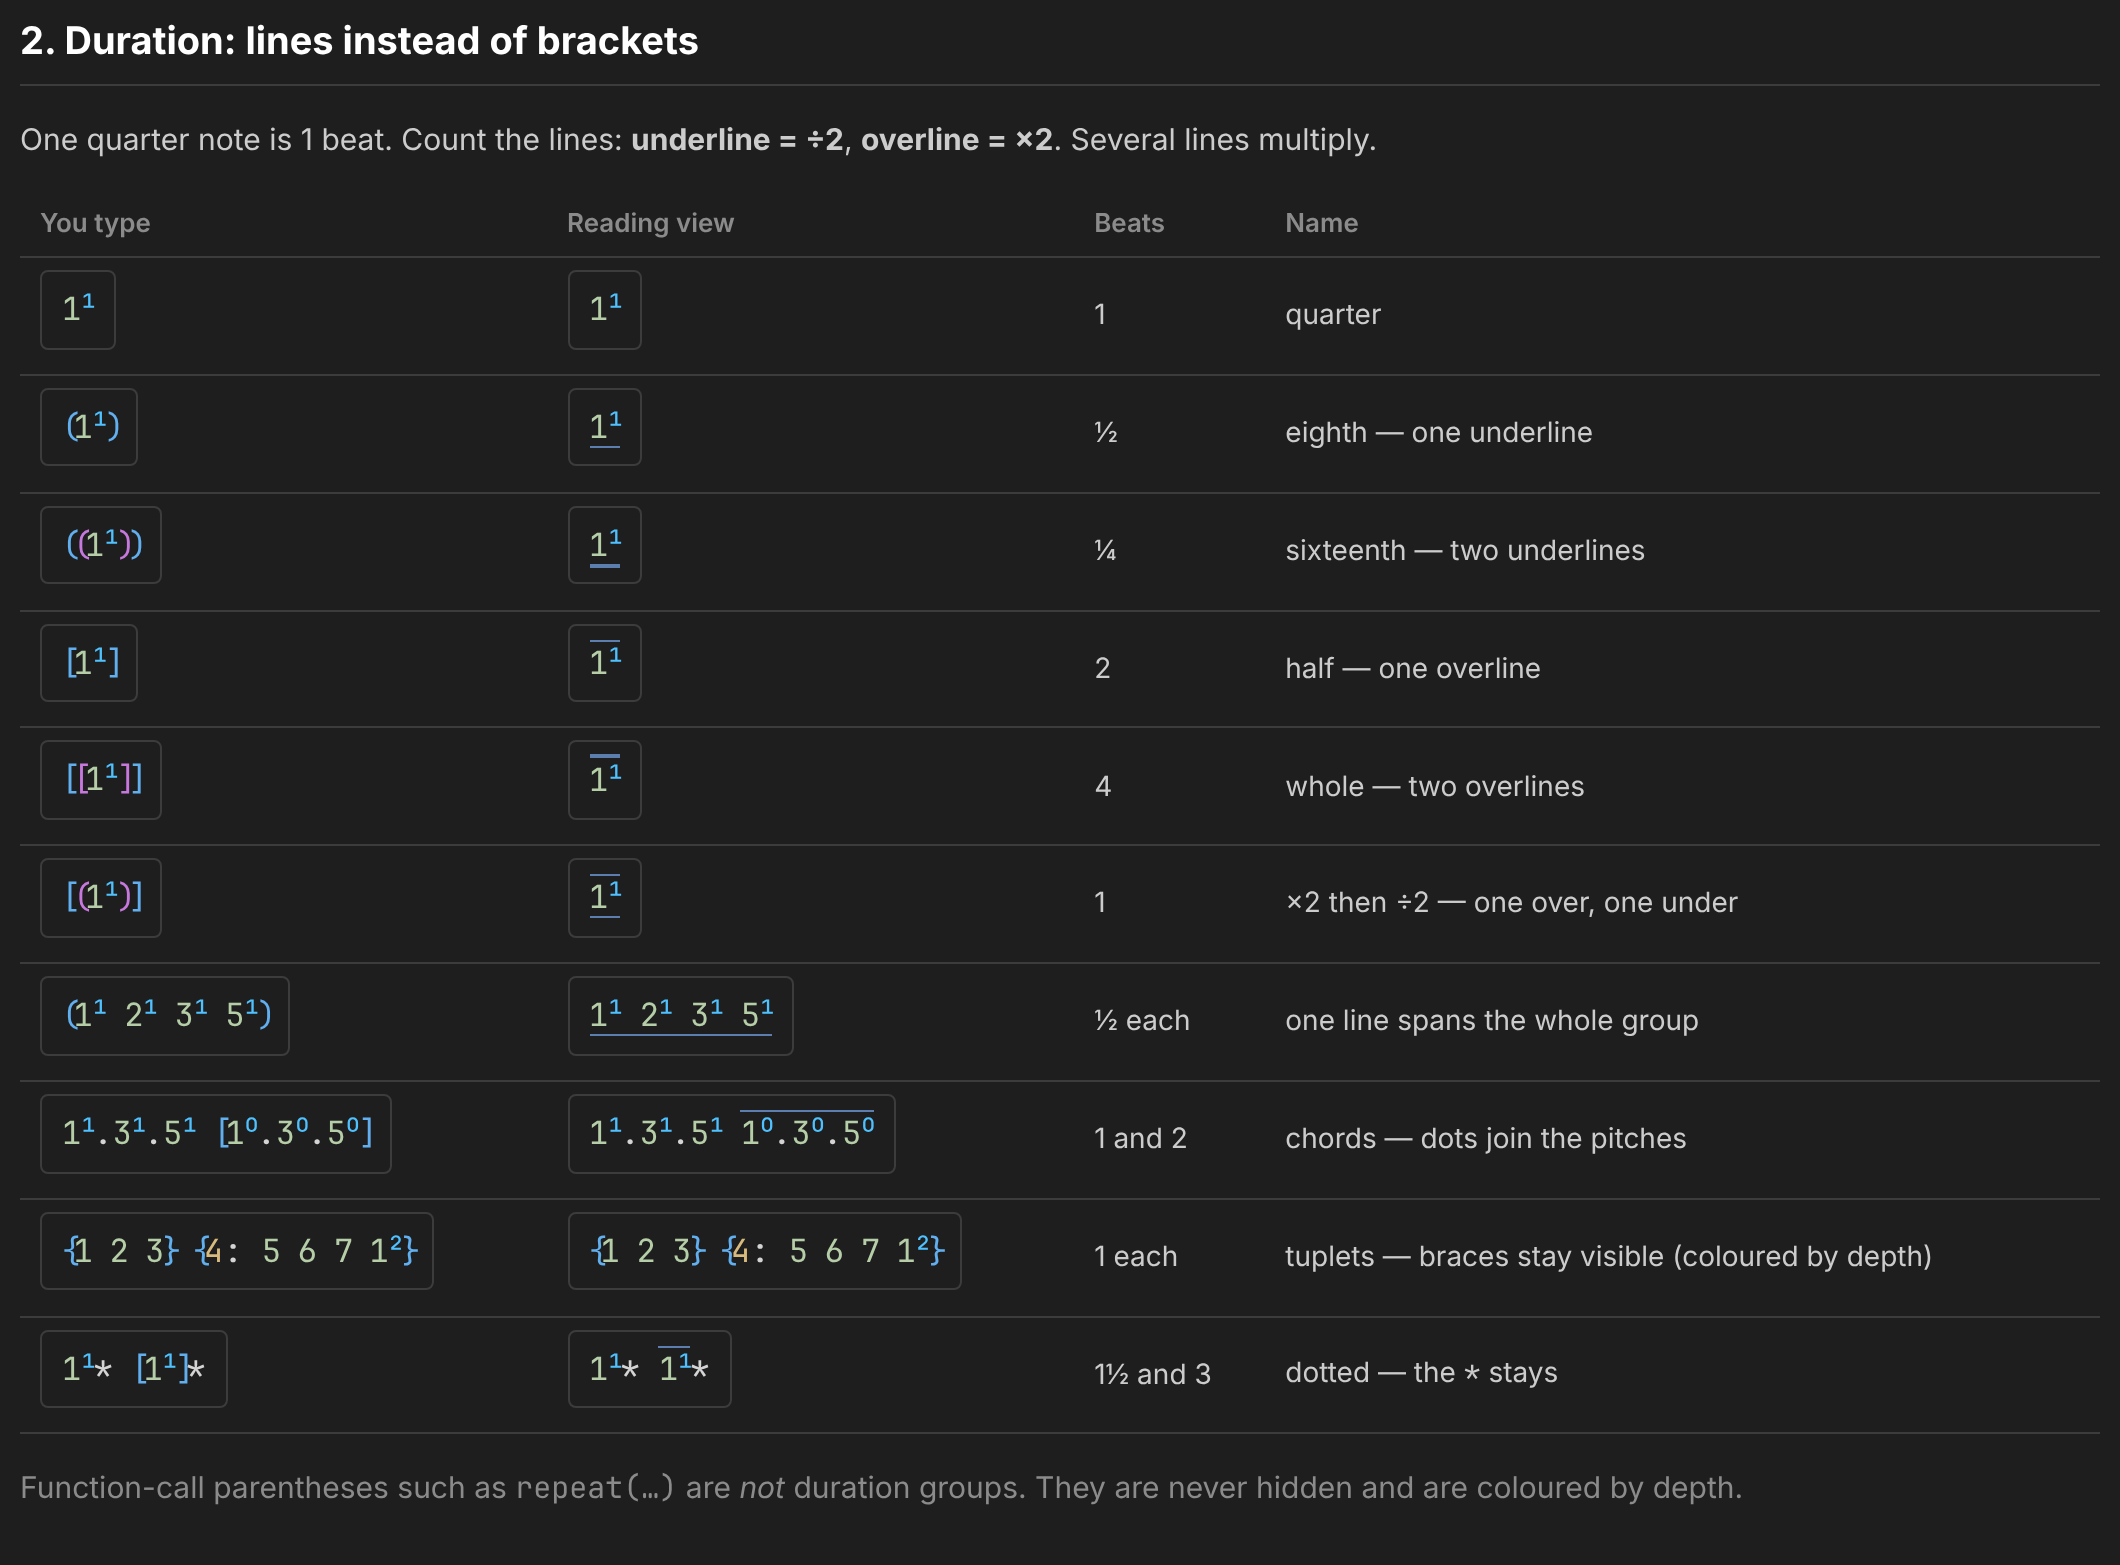 2. Duration: lines instead of brackets
One quarter note is 1 beat. Count the lines: underline = ÷2, overline = ×2. Several lines multiply.
You type Reading view Beats Name
1¹ 1¹ 1 quarter
(1¹) 1¹ ½ eighth — one underline
((1¹)) 1¹ ¼ sixteenth — two underlines
[1¹] 1¹ 2 half — one overline
[[1¹]] 1¹ 4 whole — two overlines
[(1¹)] 1¹ 1 ×2 then ÷2 — one over, one under
(1¹ 2¹ 3¹ 5¹) 1¹ 2¹ 3¹ 5¹ ½ each one line spans the whole group
1¹.3¹.5¹ [1⁰.3⁰.5⁰] 1¹.3¹.5¹ 1⁰.3⁰.5⁰ 1 and 2 chords — dots join the pitches
{1 2 3} {4: 5 6 7 1²} {1 2 3} {4: 5 6 7 1²} 1 each tuplets — braces stay visible (coloured by depth)
1¹* [1¹]* 1¹* 1¹* 1½ and 3 dotted — the * stays
Function-call parentheses such as repeat(…) are not duration groups. They are never hidden and are coloured by depth.